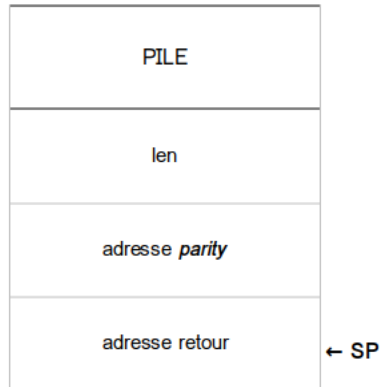 PILE
len
adresse parity
adresse retour
← SP